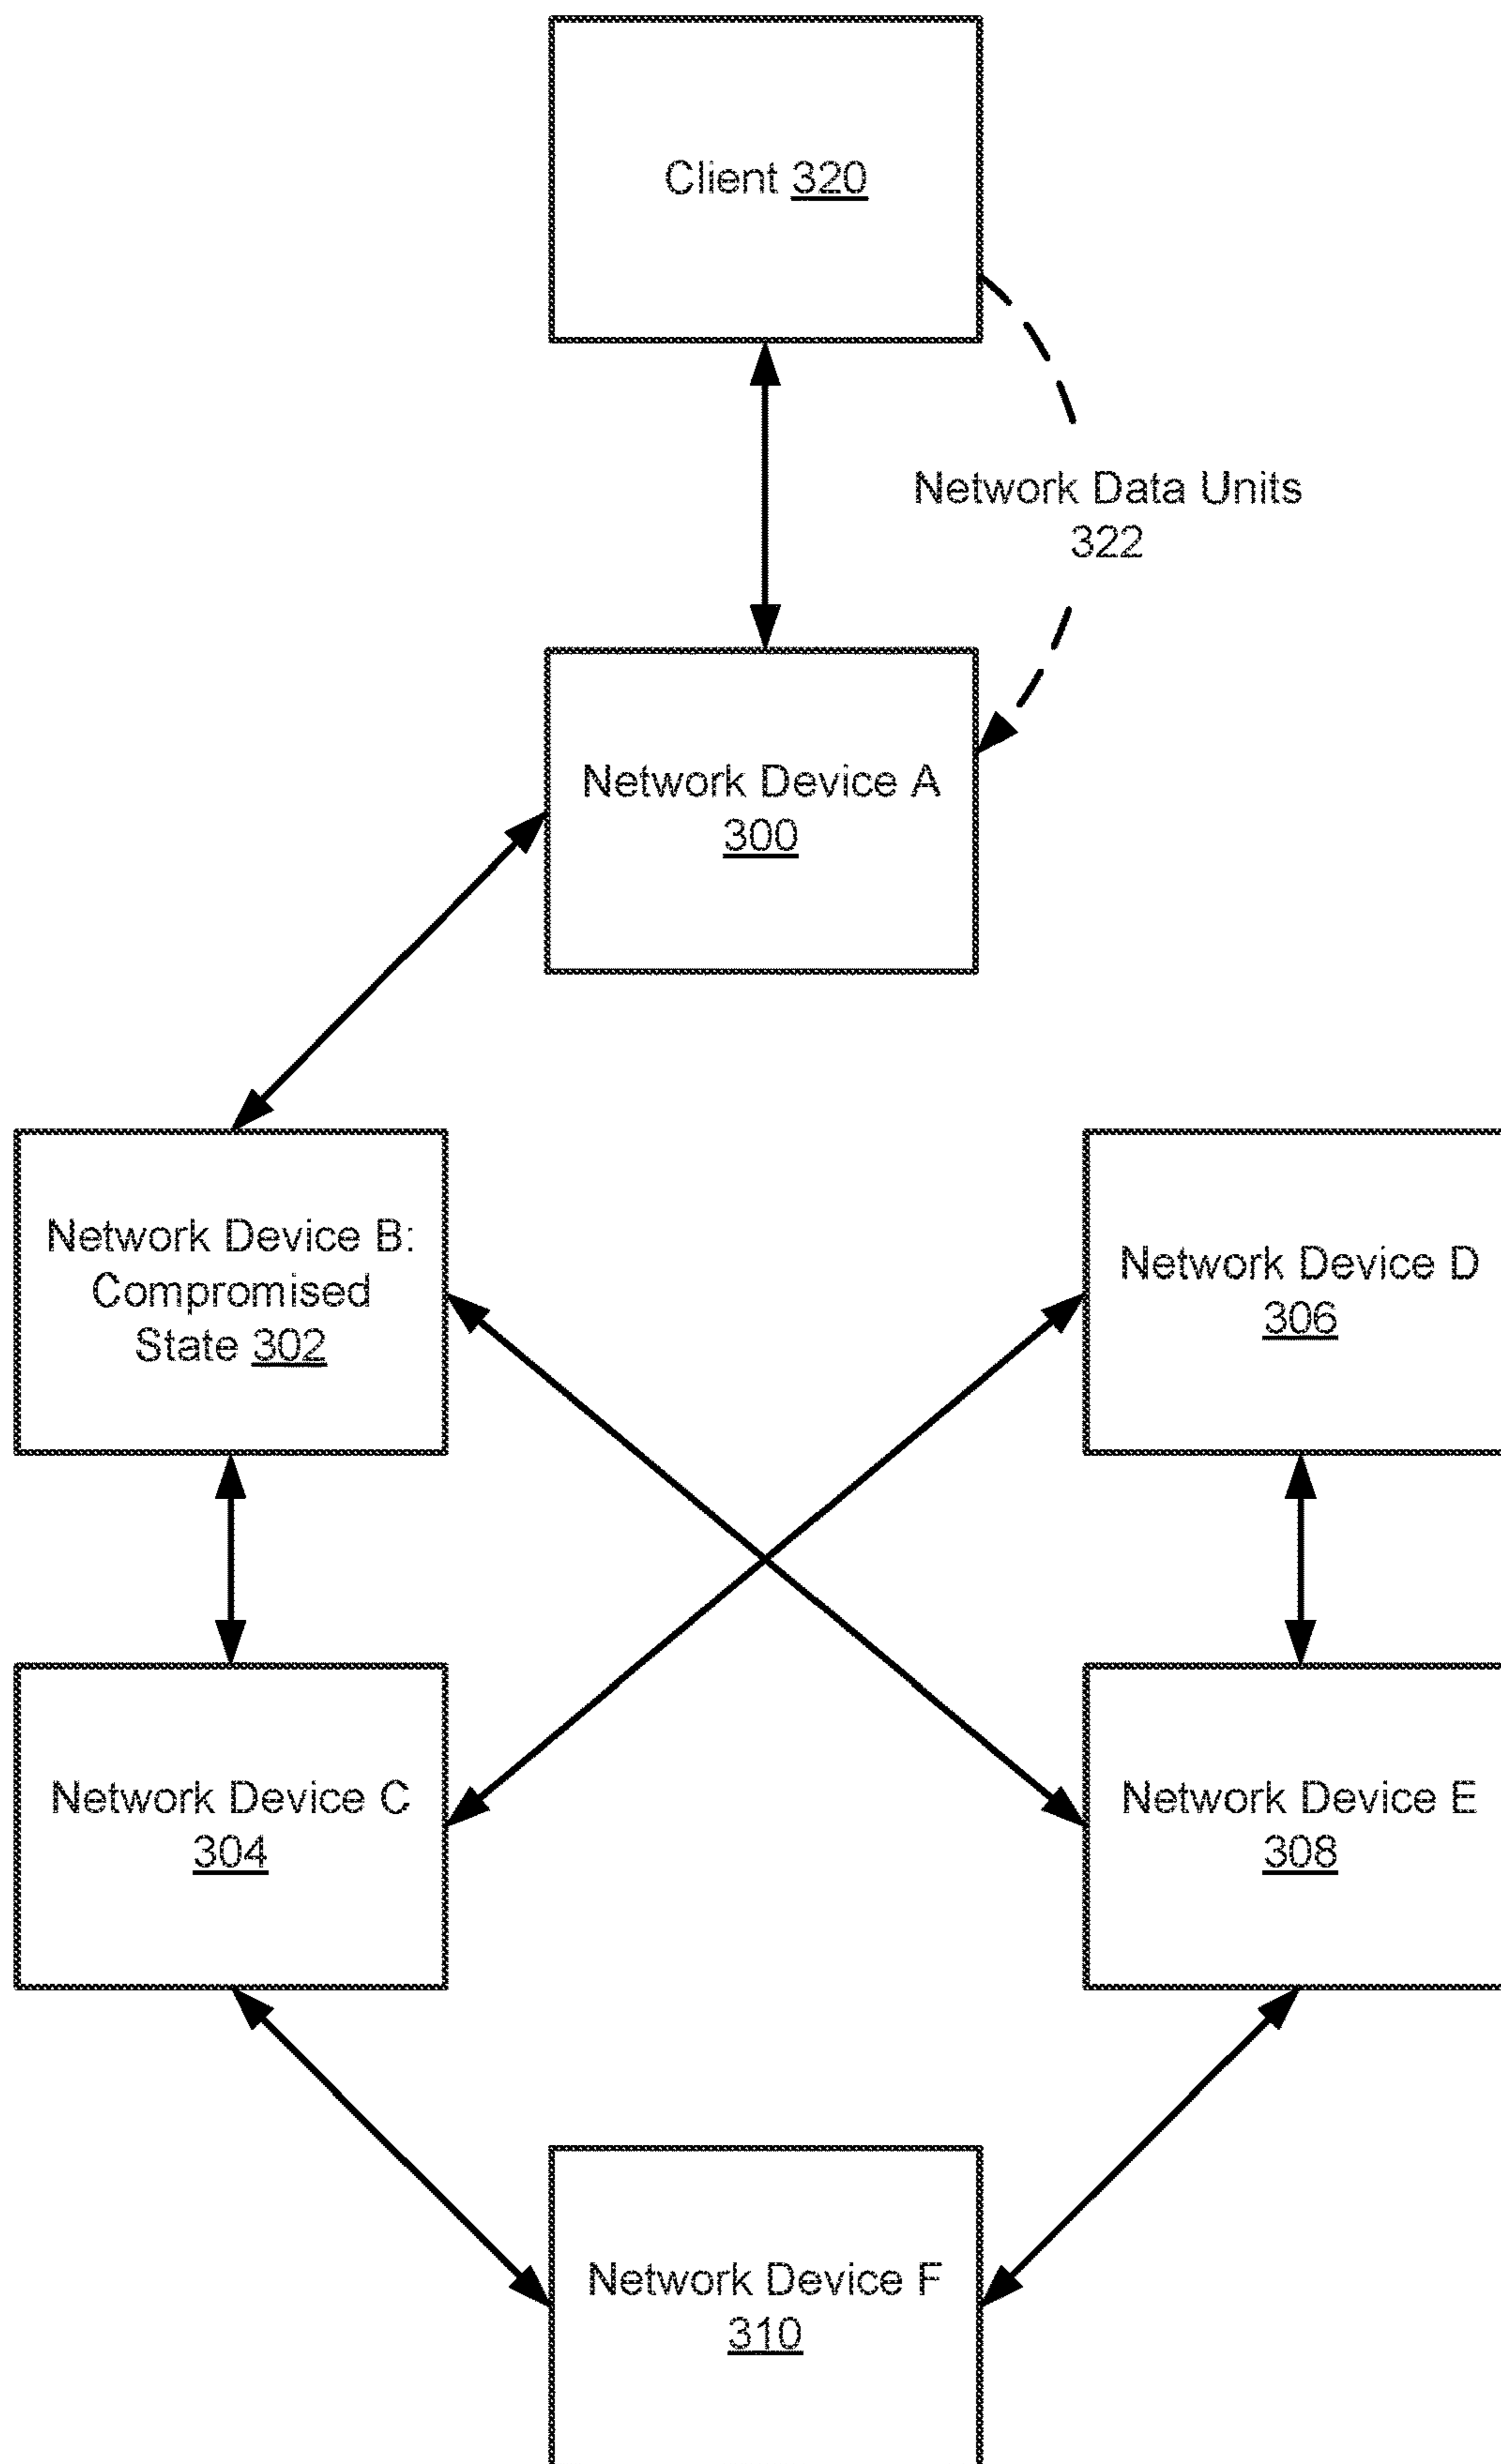 Client 320
Network Data Units
322
Network Device A
300
Network Device B:
Compromised
State 302
Network Device D
306
Network Device C
304
Network Device E
308
Network Device F
310